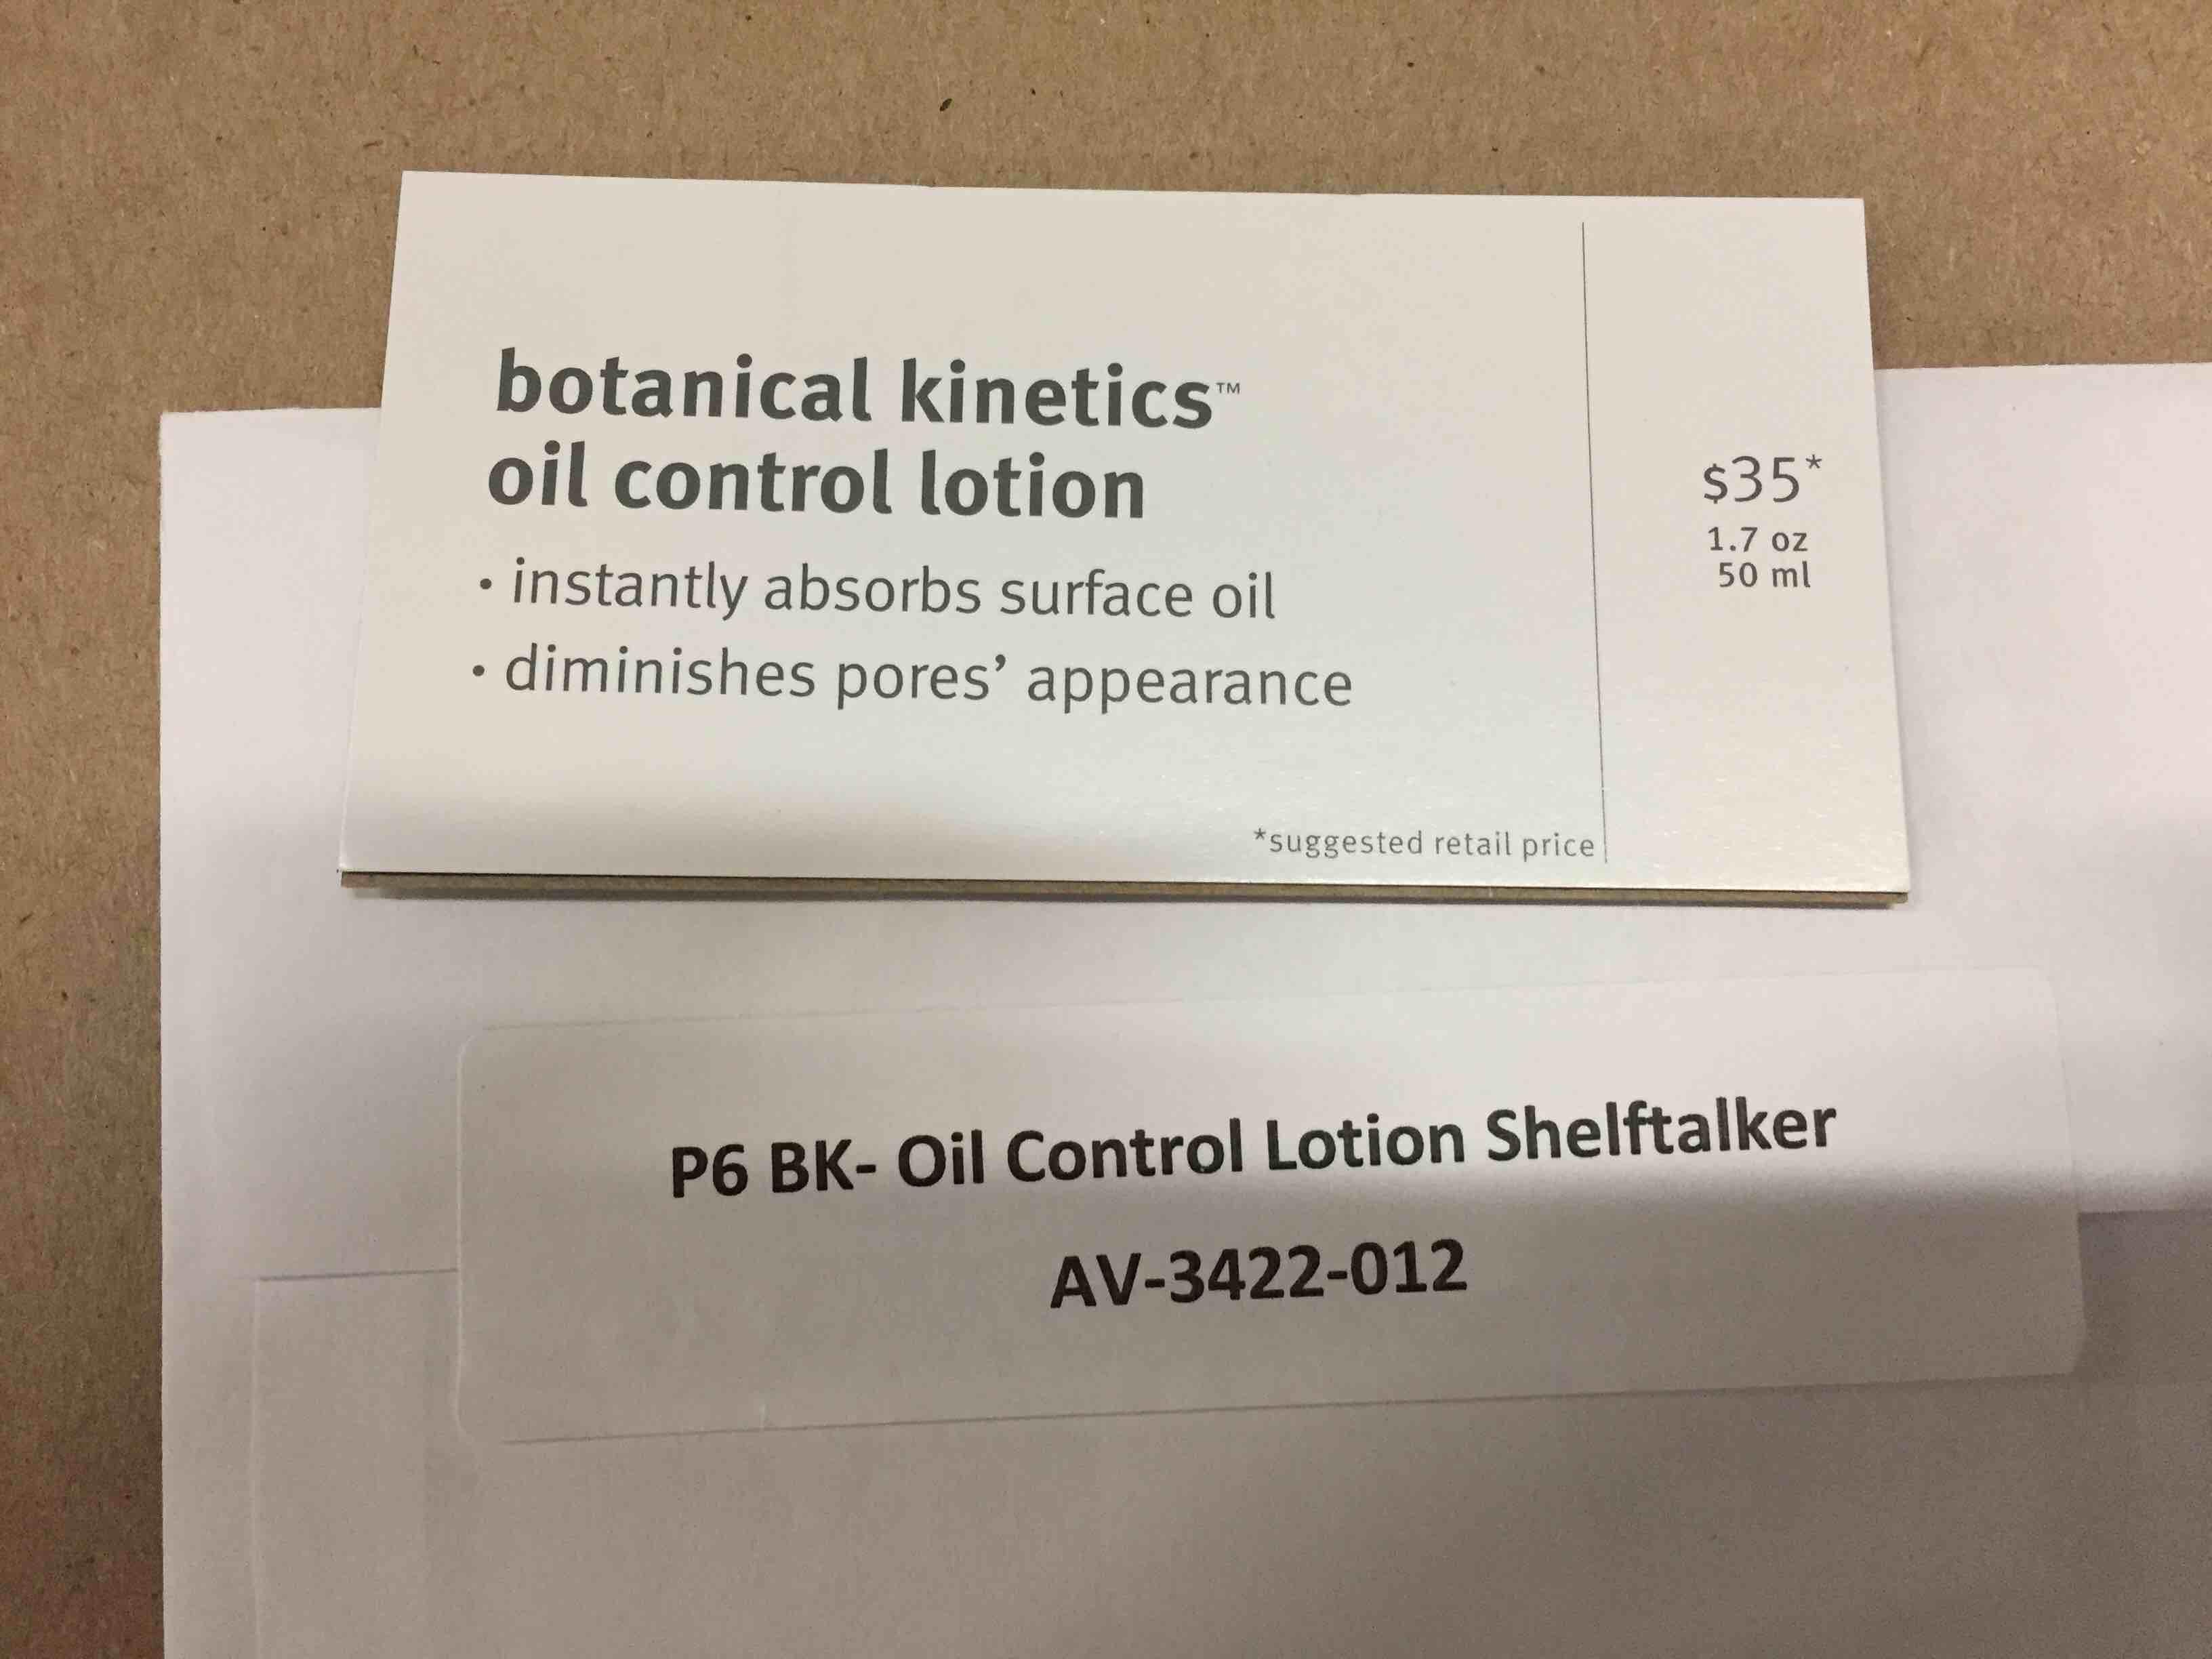 botanical kinetics™
oil control lotion
• instantly absorbs surface oil
• diminishes pores’ appearance
$35*
1.7 oz
50 ml
*suggested retail price
P6 BK- Oil Control Lotion Shelftalker
AV-3422-012